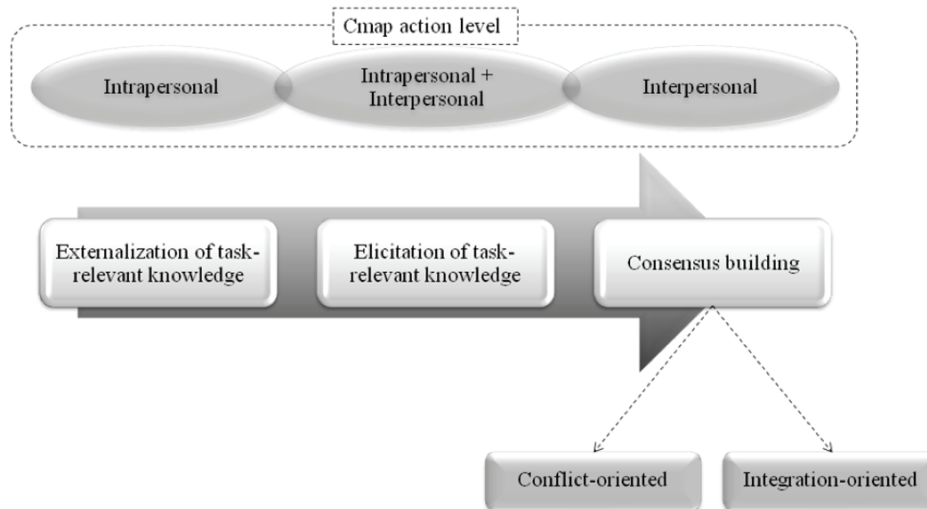 Cmap action level
Intrapersonal
Intrapersonal +
Interpersonal
Interpersonal
Externalization of task-
relevant knowledge
Elicitation of task-
relevant knowledge
Consensus building
Conflict-oriented
Integration-oriented